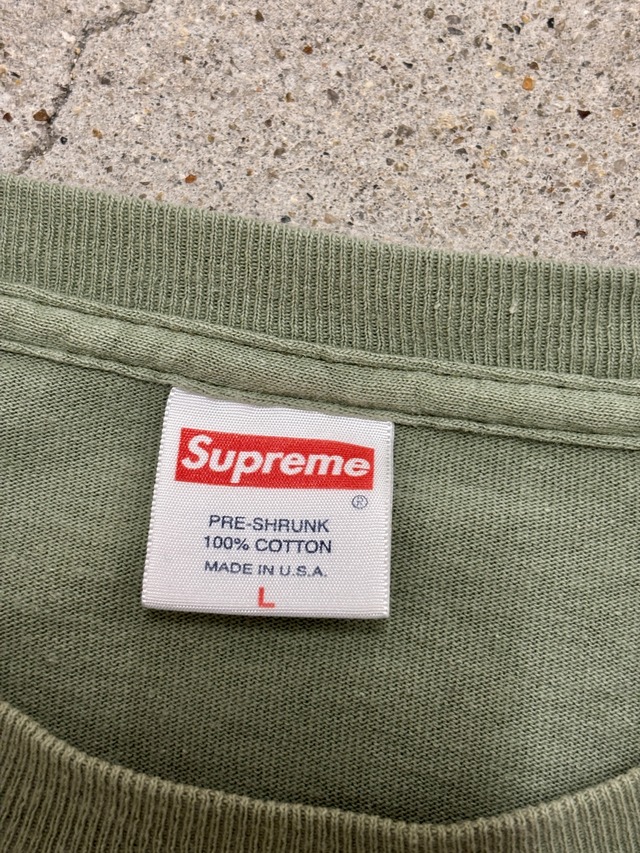 Supreme
®
PRE-SHRUNK
100% COTTON
MADE IN U.S.A.
L